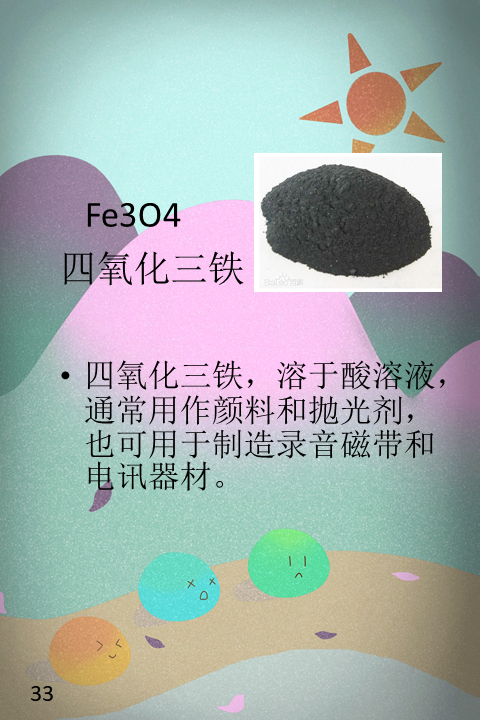 Fe3O4
四氧化三铁
• 四氧化三铁，溶于酸溶液，
通常用作颜料和抛光剂，
也可用于制造录音磁带和
电讯器材。
33